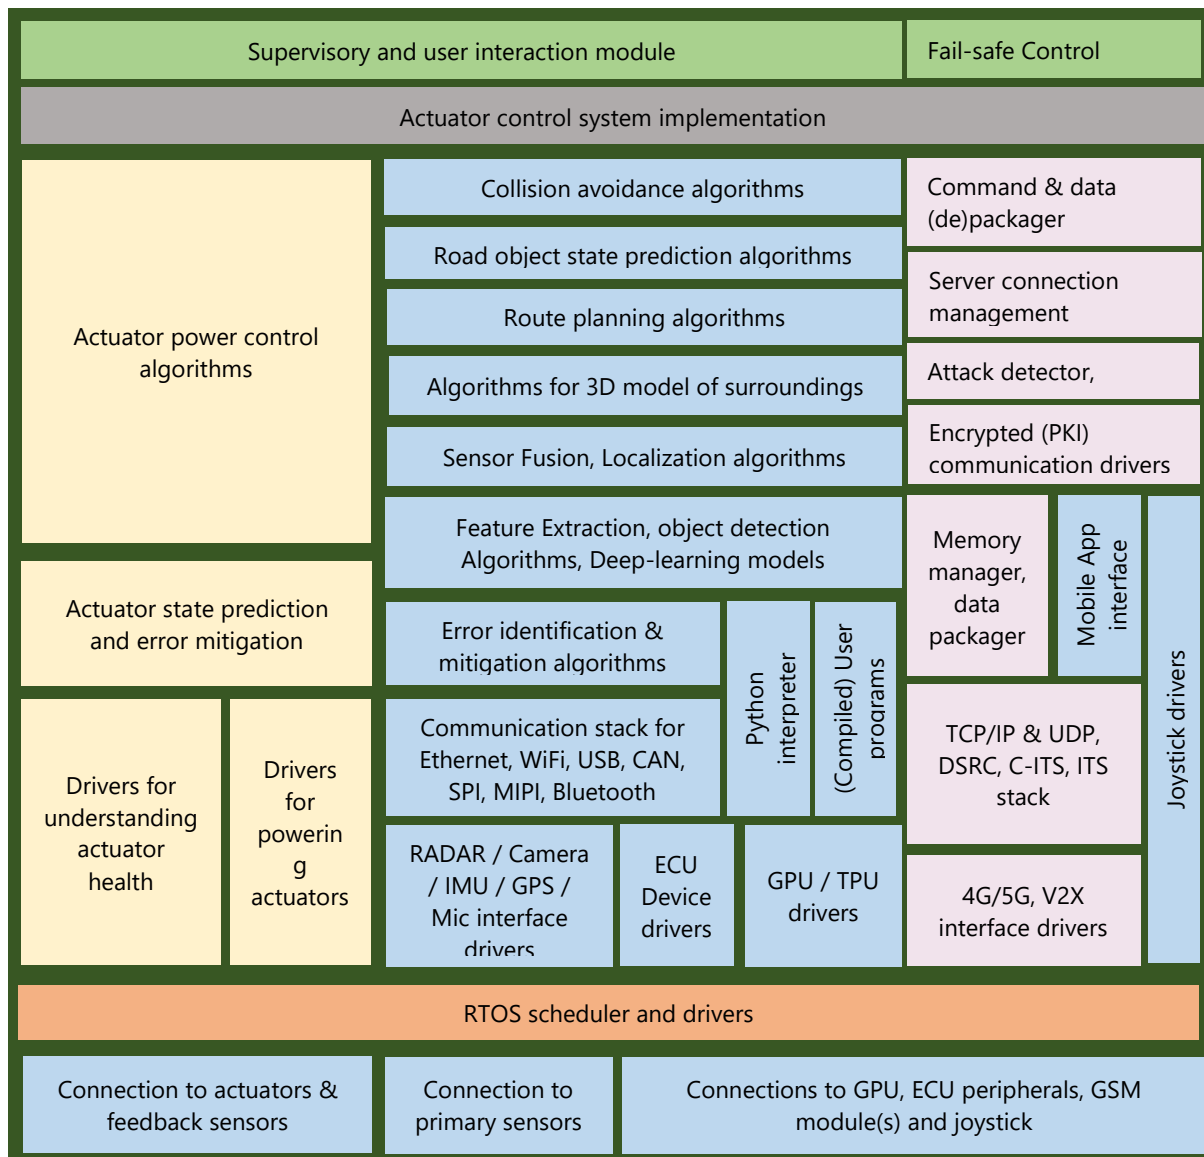 Supervisory and user interaction module
Fail-safe Control
Actuator control system implementation
Actuator power control
algorithms
Actuator state prediction
and error mitigation
Drivers for
understanding
actuator
health
Drivers
for
powerin
g
actuators
Collision avoidance algorithms
Road object state prediction algorithms
Route planning algorithms
Algorithms for 3D model of surroundings
Sensor Fusion, Localization algorithms
Feature Extraction, object detection
Algorithms, Deep-learning models
Error identification &
mitigation algorithms
Communication stack for
Ethernet, WiFi, USB, CAN,
SPI, MIPI, Bluetooth
Python
interpreter
(Compiled) User
programs
RADAR / Camera
/ IMU / GPS /
Mic interface
drivers
ECU
Device
drivers
GPU / TPU
drivers
Command & data
(de)packager
Server connection
management
Attack detector,
Encrypted (PKI)
communication drivers
Memory
manager,
data
packager
Mobile App
interface
Joystick drivers
TCP/IP & UDP,
DSRC, C-ITS, ITS
stack
4G/5G, V2X
interface drivers
RTOS scheduler and drivers
Connection to actuators &
feedback sensors
Connection to
primary sensors
Connections to GPU, ECU peripherals, GSM
module(s) and joystick